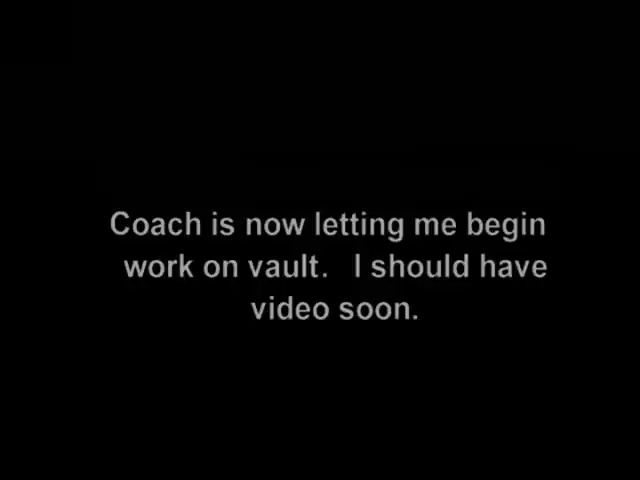 Coach is now letting me begin
work on vault.   I should have
video soon.